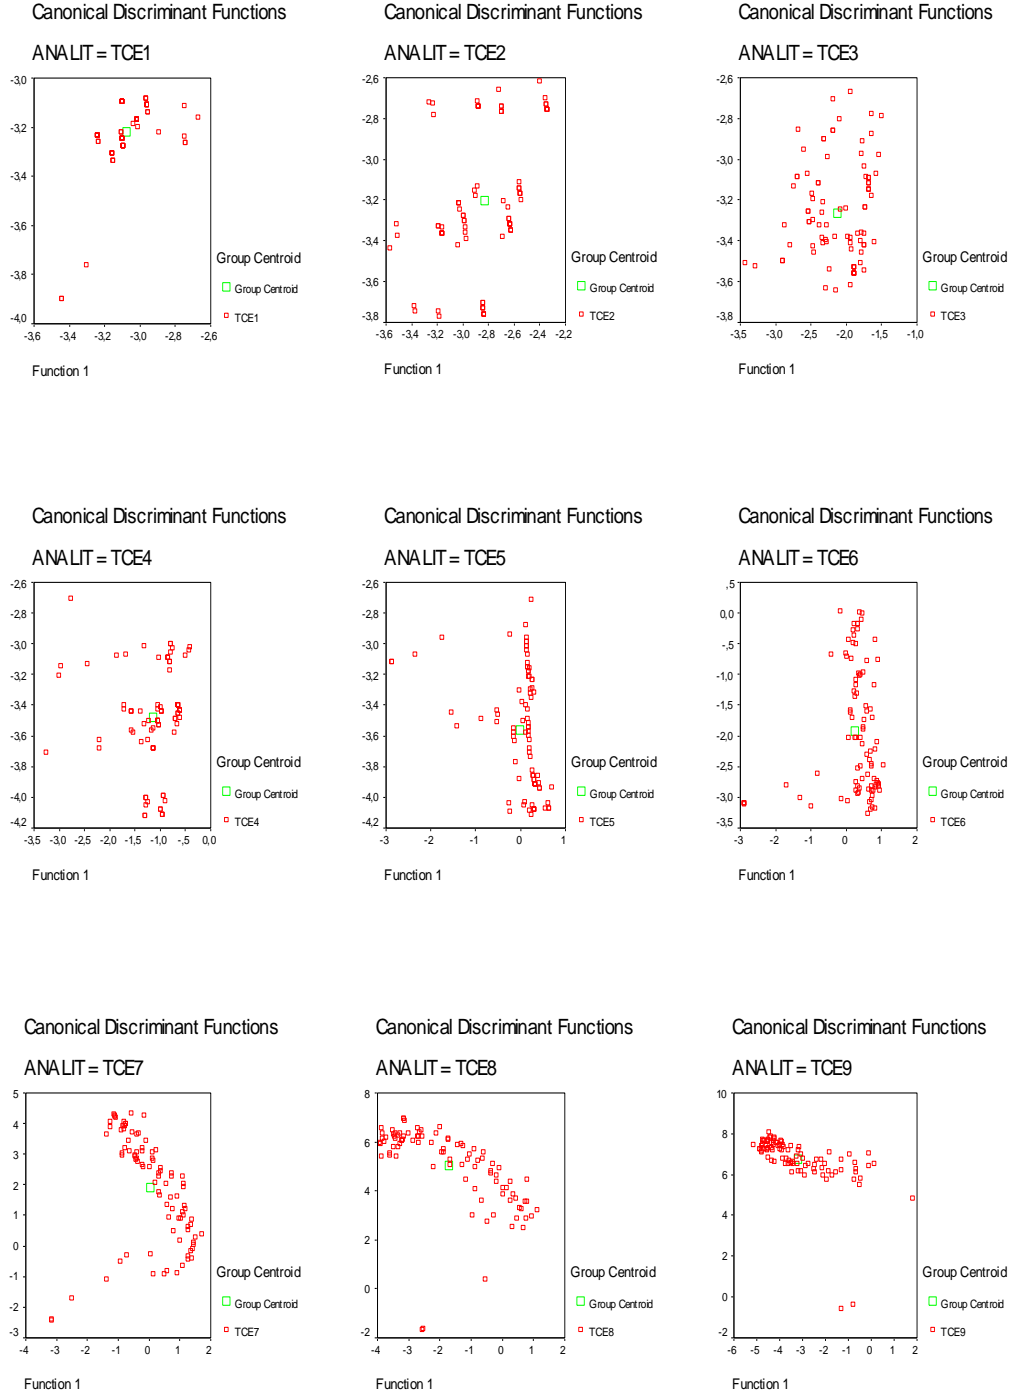 Canonical Discriminant Functions
ANALIT = TCE1
-3,0
-3,2
-3,4
-3,6
-3,8
-4,0
-3,6 -3,4 -3,2 -3,0 -2,8 -2,6
Group Centroid
Group Centroid
TCE1
Function 1
Canonical Discriminant Functions
ANALIT = TCE2
-2,6
-2,8
-3,0
-3,2
-3,4
-3,6
-3,8
-3,6 -3,4 -3,2 -3,0 -2,8 -2,6 -2,4 -2,2
Group Centroid
Group Centroid
TCE2
Function 1
Canonical Discriminant Functions
ANALIT = TCE3
-2,6
-2,8
-3,0
-3,2
-3,4
-3,6
-3,8
-3,5 -3,0 -2,5 -2,0 -1,5 -1,0
Group Centroid
Group Centroid
TCE3
Function 1
Canonical Discriminant Functions
ANALIT = TCE4
-2,6
-2,8
-3,0
-3,2
-3,4
-3,6
-3,8
-4,0
-4,2
-3,5 -3,0 -2,5 -2,0 -1,5 -1,0 -,5 0,0
Group Centroid
Group Centroid
TCE4
Function 1
Canonical Discriminant Functions
ANALIT = TCE5
-2,6
-2,8
-3,0
-3,2
-3,4
-3,6
-3,8
-4,0
-4,2
-3 -2 -1 0 1
Group Centroid
Group Centroid
TCE5
Function 1
Canonical Discriminant Functions
ANALIT = TCE6
,5
0,0
-,5
-1,0
-1,5
-2,0
-2,5
-3,0
-3,5
-3 -2 -1 0 1 2
Group Centroid
Group Centroid
TCE6
Function 1
Canonical Discriminant Functions
ANALIT = TCE7
5
4
3
2
1
0
-1
-2
-3
-4 -3 -2 -1 0 1 2
Group Centroid
Group Centroid
TCE7
Function 1
Canonical Discriminant Functions
ANALIT = TCE8
8
6
4
2
0
-2
-4 -3 -2 -1 0 1 2
Group Centroid
Group Centroid
TCE8
Function 1
Canonical Discriminant Functions
ANALIT = TCE9
10
8
6
4
2
0
-2
-6 -5 -4 -3 -2 -1 0 1 2
Group Centroid
Group Centroid
TCE9
Function 1